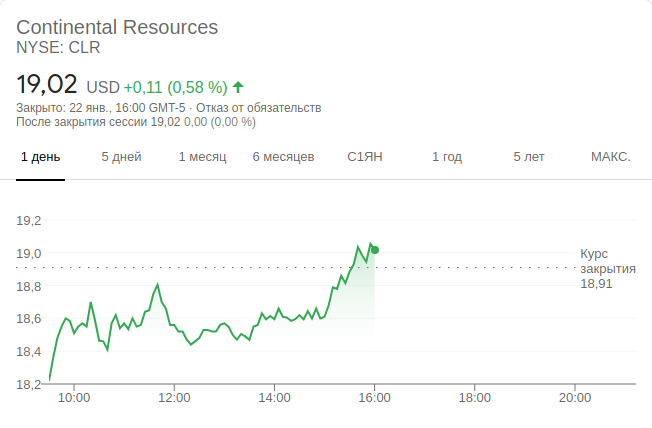 Continental Resources
NYSE: CLR
19,02 USD +0,11 (0,58 %)
Закрыто: 22 янв., 16:00 GMT-5 · Отказ от обязательств
После закрытия сессии 19,02 0,00 (0,00 %)
1 день 5 дней 1 месяц 6 месяцев С1ЯН 1 год 5 лет МАКС.
19,2
19,0
18,8
18,6
18,4
18,2
Курс
закрытия
18,91
10:00 12:00 14:00 16:00 18:00 20:00